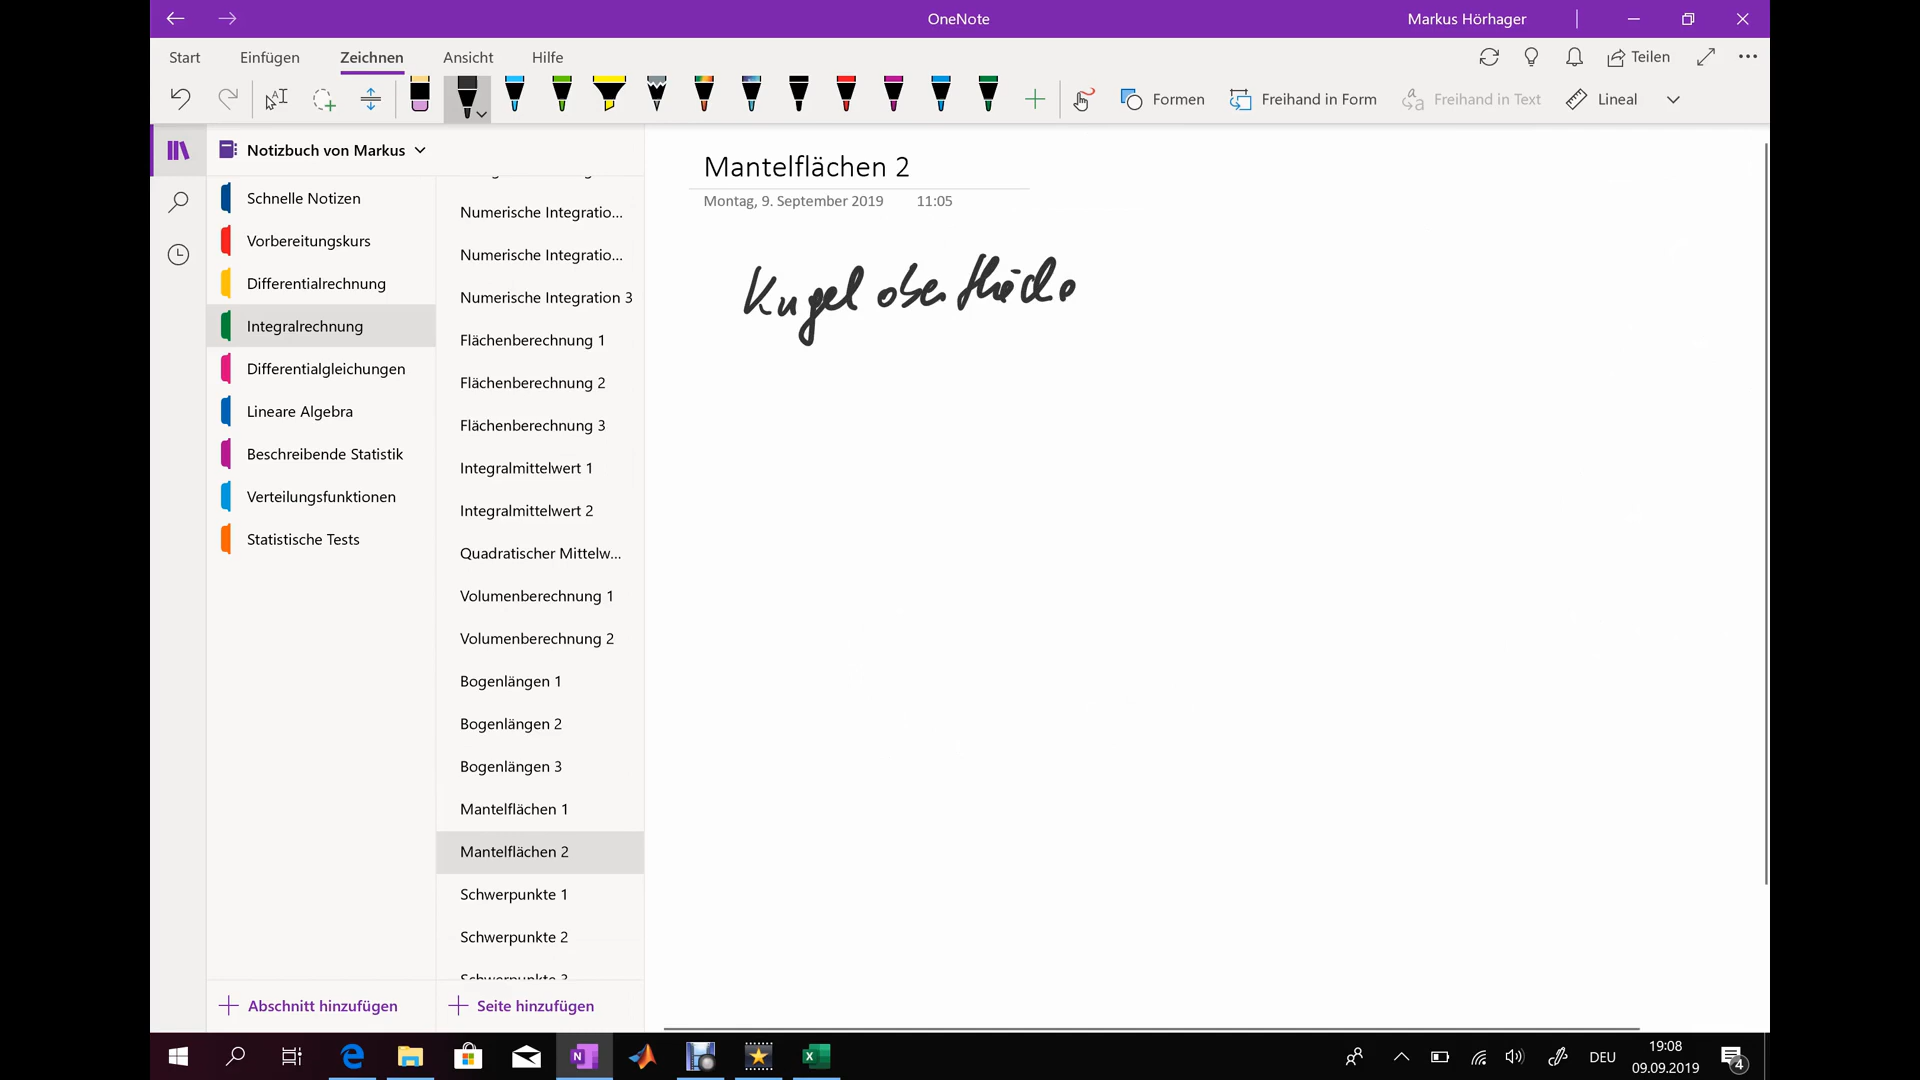 OneNote
Markus Hörhager
Start Einfügen Zeichnen Ansicht Hilfe
Teilen
Formen Freihand in Form Freihand in Text Lineal
Notizbuch von Markus
Schnelle Notizen
Vorbereitungskurs
Differentialrechnung
Integralrechnung
Differentialgleichungen
Lineare Algebra
Beschreibende Statistik
Verteilungsfunktionen
Statistische Tests
Abschnitt hinzufügen
Numerische Integratio...
Numerische Integratio...
Numerische Integration 3
Flächenberechnung 1
Flächenberechnung 2
Flächenberechnung 3
Integralmittelwert 1
Integralmittelwert 2
Quadratischer Mittelw...
Volumenberechnung 1
Volumenberechnung 2
Bogenlängen 1
Bogenlängen 2
Bogenlängen 3
Mantelflächen 1
Mantelflächen 2
Schwerpunkte 1
Schwerpunkte 2
Schwerpunkte 3
Seite hinzufügen
Mantelflächen 2
Montag, 9. September 2019 11:05
Kugeloberfläche
DEU
19:08
09.09.2019
4